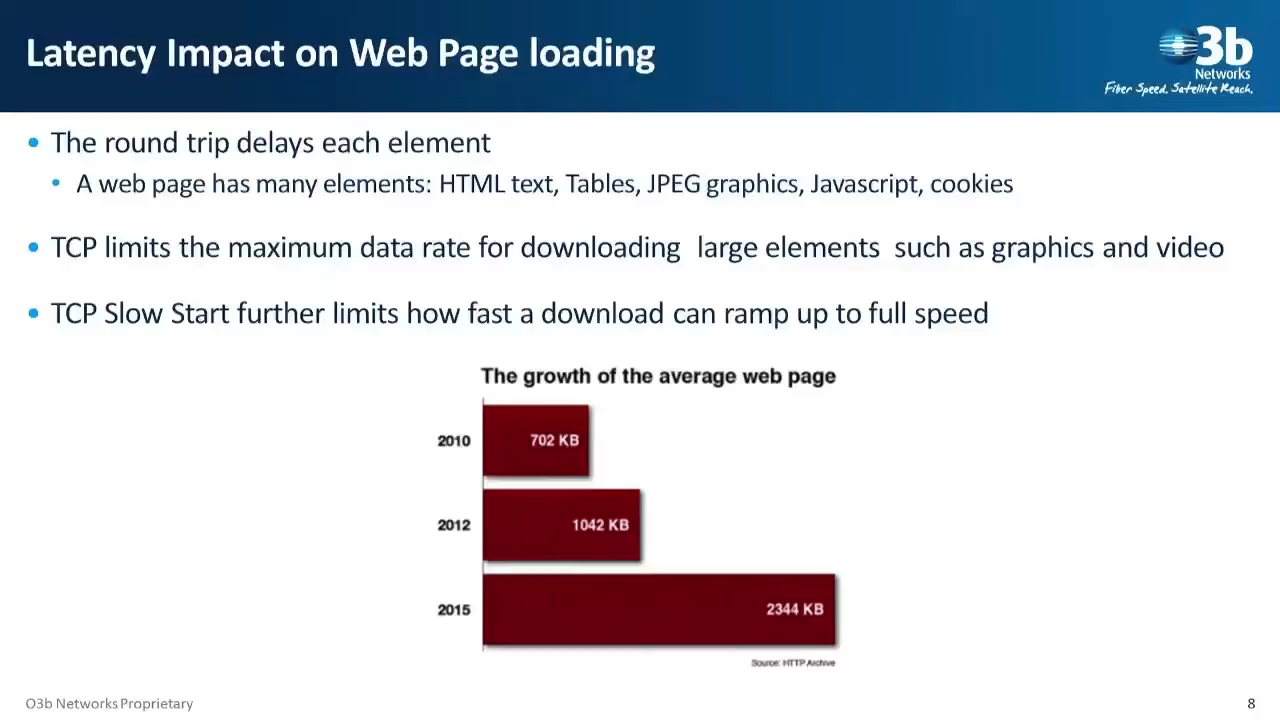 Latency Impact on Web Page loading
O3b
Networks
Fiber Speed. Satellite Reach.
• The round trip delays each element
• A web page has many elements: HTML text, Tables, JPEG graphics, Javascript, cookies
• TCP limits the maximum data rate for downloading large elements such as graphics and video
• TCP Slow Start further limits how fast a download can ramp up to full speed
The growth of the average web page
2010 702 KB
2012 1042 KB
2015 2344 KB
Source: HTTP Archive
O3b Networks Proprietary
8